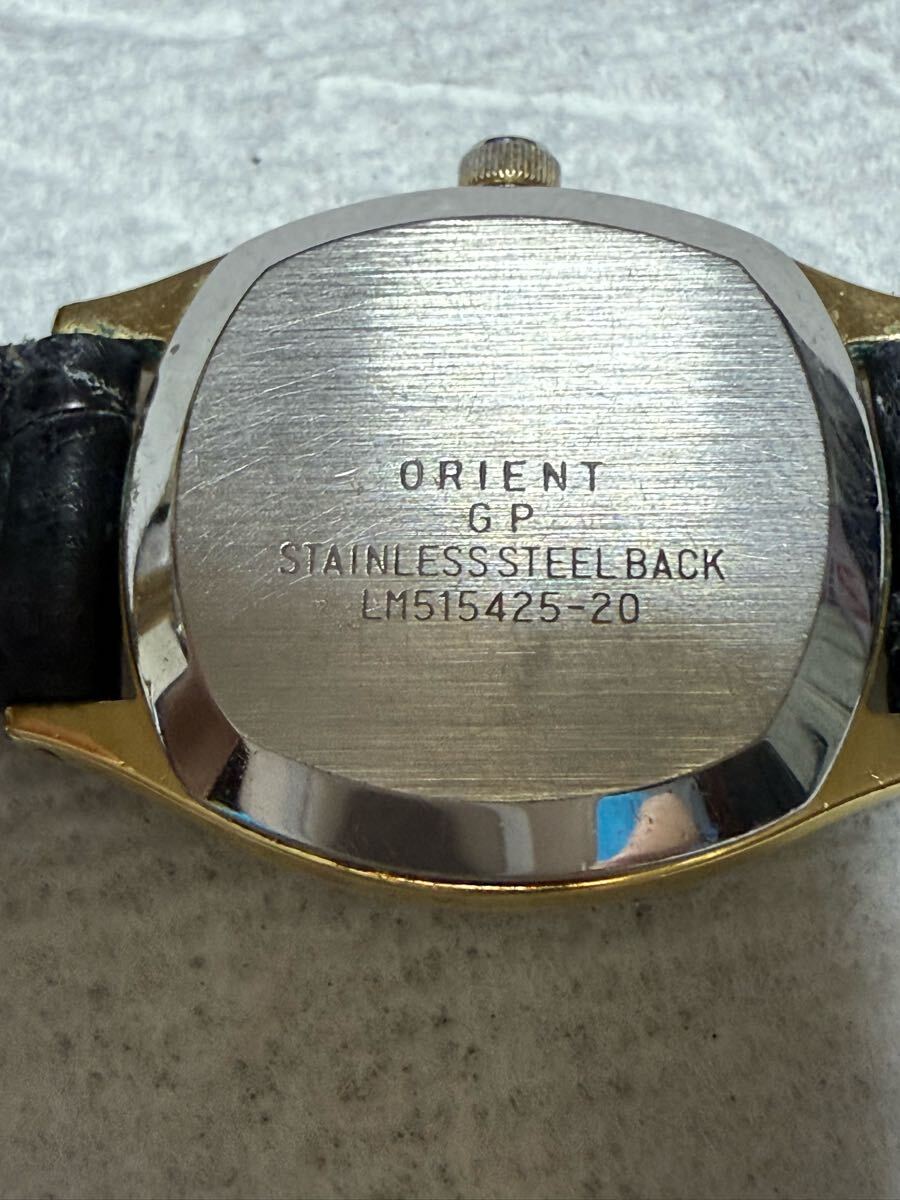 ORIENT
GP
STAINLESS STEEL BACK
LM515425-20